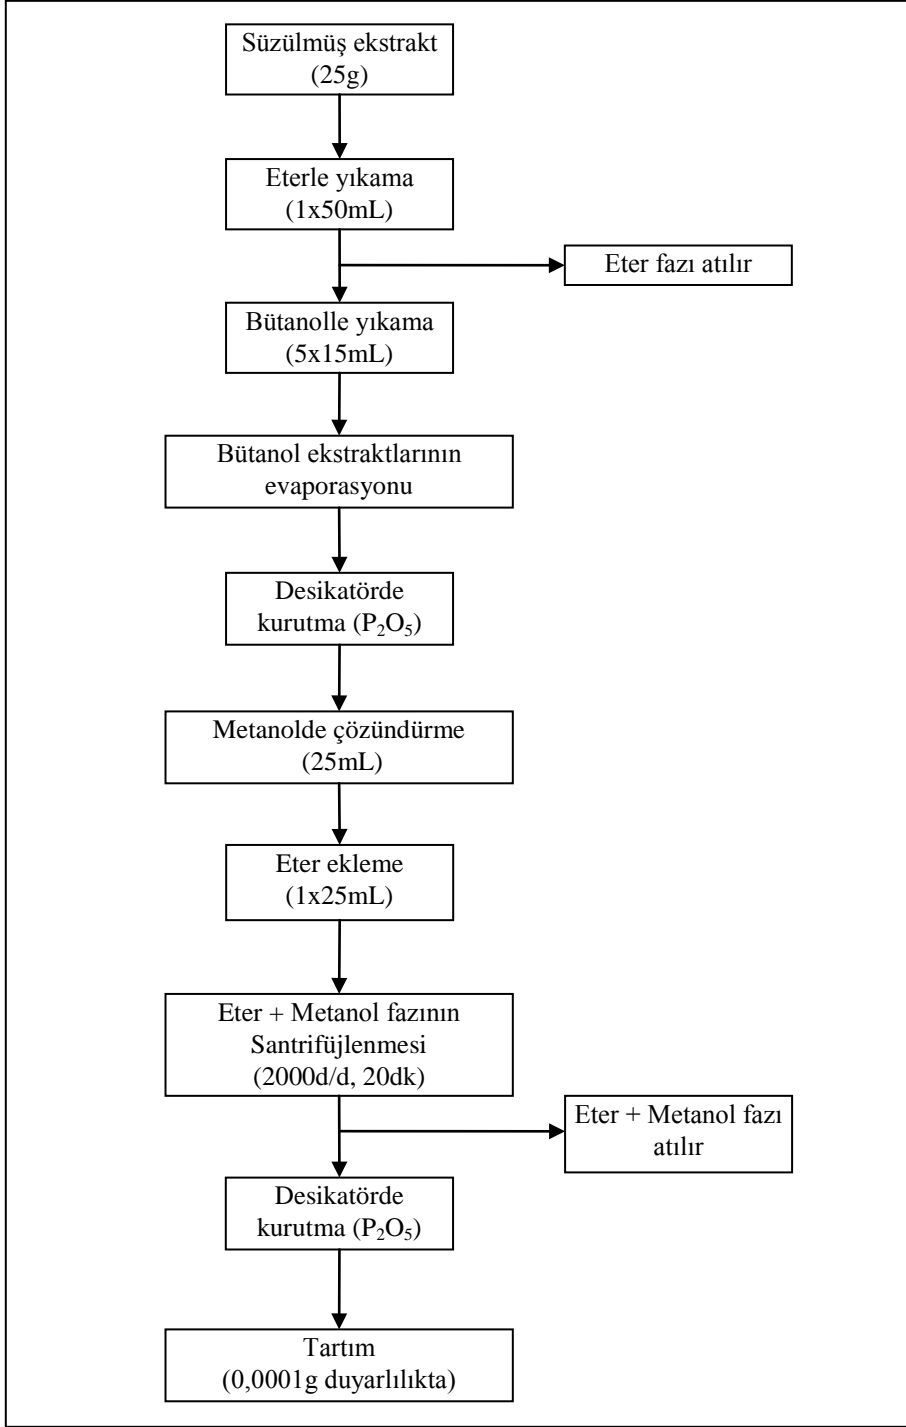 Süzülmüş ekstrakt
(25g)
Eterle yıkama
(1x50mL)
Eter fazı atılır
Bütanolle yıkama
(5x15mL)
Bütanol ekstraktlarının
evaporasyonu
Desikatörde
kurutma (P₂O₅)
Metanolde çözündürme
(25mL)
Eter ekleme
(1x25mL)
Eter + Metanol fazının
Santrifüjlenmesi
(2000d/d, 20dk)
Eter + Metanol fazı
atılır
Desikatörde
kurutma (P₂O₅)
Tartım
(0,0001g duyarlılıkta)